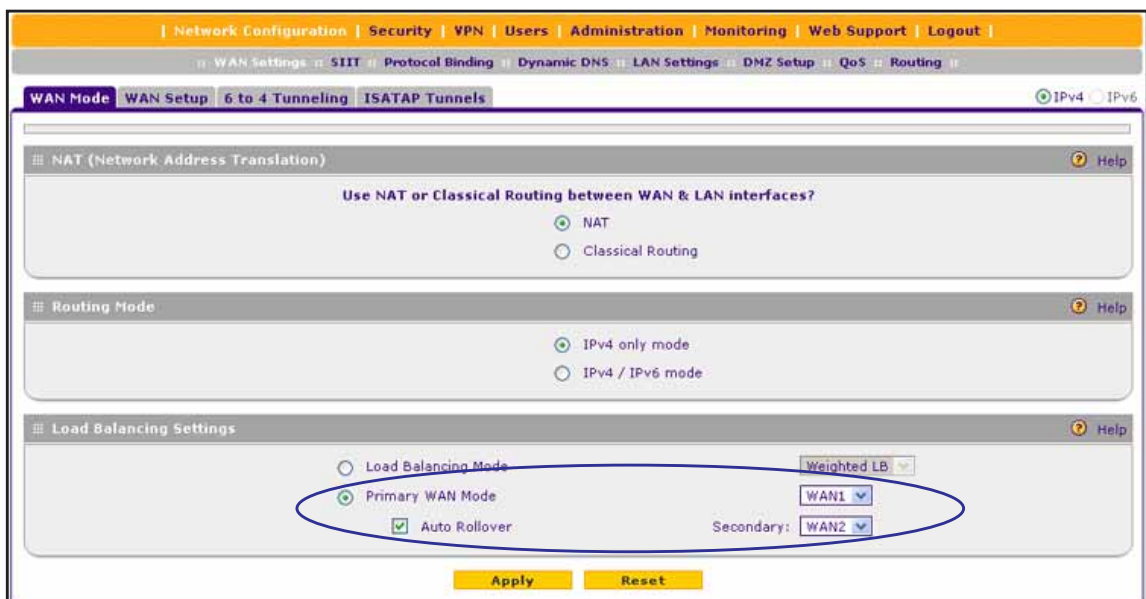 | Network Configuration | Security | VPN | Users | Administration | Monitoring | Web Support | Logout |
:: WAN Settings :: SIIT :: Protocol Binding :: Dynamic DNS :: LAN Settings :: DMZ Setup :: QoS :: Routing ::
WAN Mode WAN Setup 6 to 4 Tunneling ISATAP Tunnels IPv4 IPv6
NAT (Network Address Translation) ? Help
Use NAT or Classical Routing between WAN & LAN interfaces?
NAT
Classical Routing
Routing Mode ? Help
IPv4 only mode
IPv4 / IPv6 mode
Load Balancing Settings ? Help
Load Balancing Mode Weighted LB
Primary WAN Mode WAN1
Auto Rollover Secondary: WAN2
Apply Reset